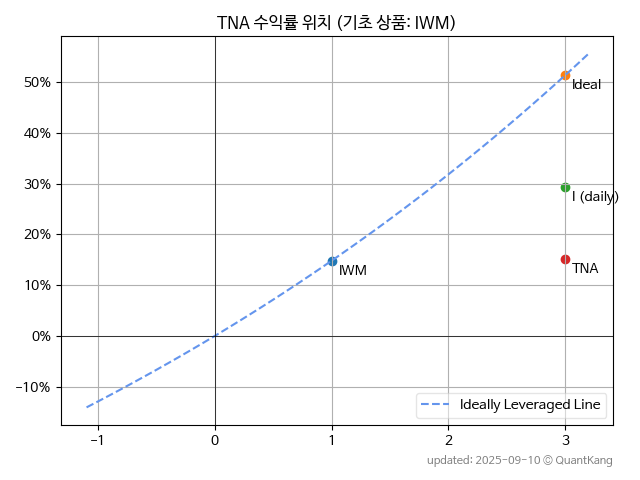 TNA 수익률 위치 (기초 상품: IWM)
50%
40%
30%
20%
10%
0%
−10%
Ideal
I (daily)
TNA
IWM
Ideally Leveraged Line
−1 0 1 2 3
updated: 2025-09-10 © QuantKang